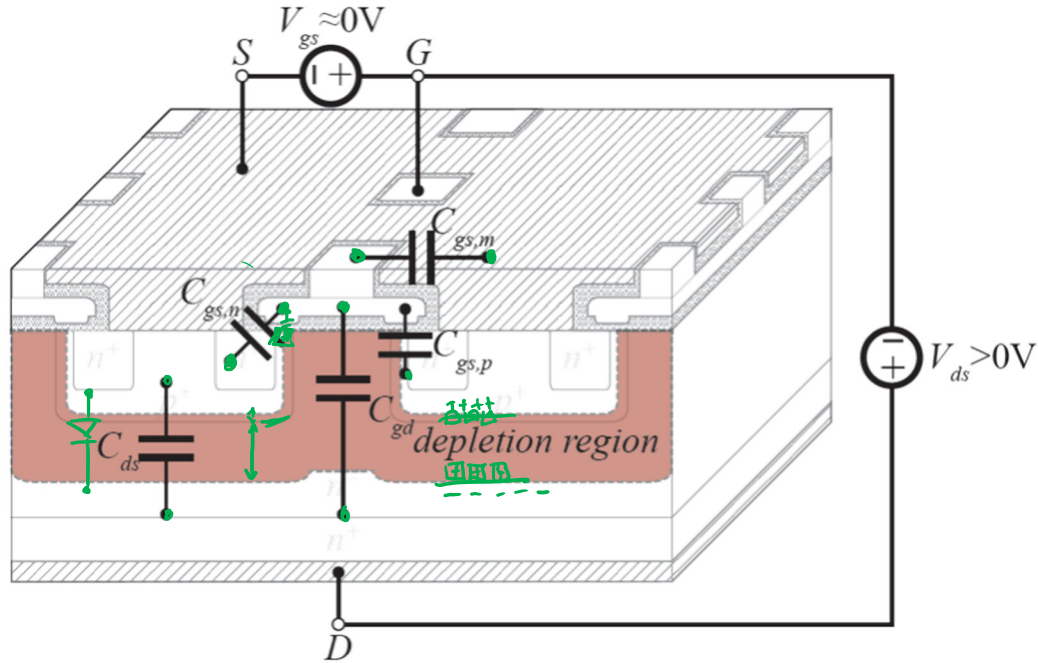 V gs ≈0V
S
G
C gs,m
C gs,n
C gs,p
n+
n+
n+
V ds >0V
C ds
C gd
depletion region
n
n+
D